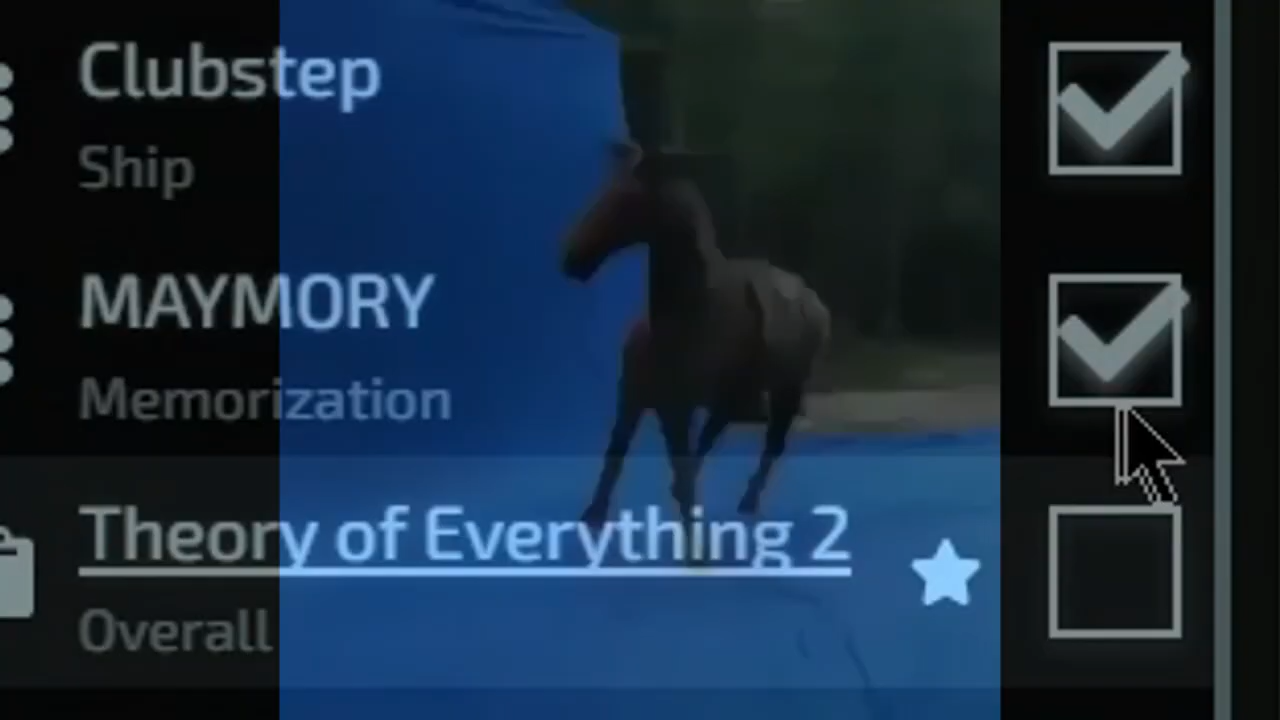 Clubstep
Ship
MAYMORY
Memorization
Theory of Everything 2
Overall